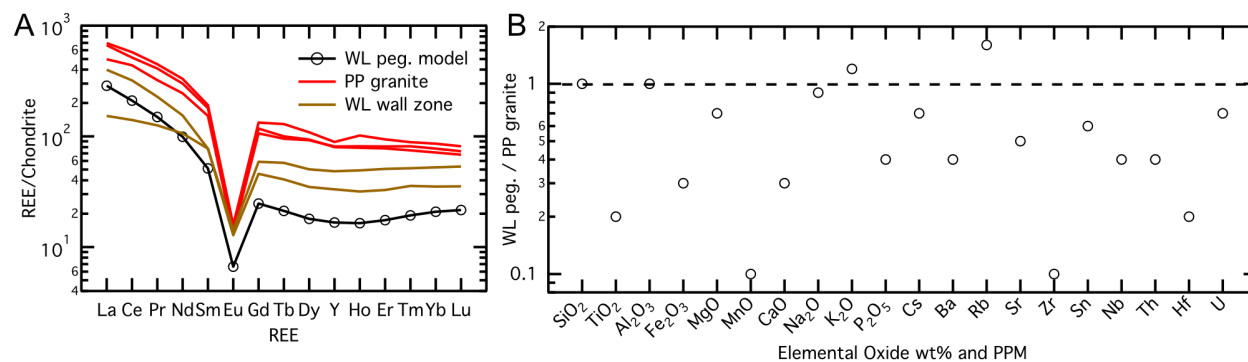 A
10³
6
4
2
10²
6
4
2
10¹
6
4
REE/Chondrite
WL peg. model
PP granite
WL wall zone
La Ce Pr Nd Sm Eu Gd Tb Dy Y Ho Er Tm Yb Lu
REE
B
2
1
6
4
3
2
0.1
WL peg. / PP granite
SiO₂ TiO₂ Al₂O₃ Fe₂O₃ MgO MnO CaO Na₂O K₂O P₂O₅ Cs Ba Rb Sr Zr Sn Nb Th Hf U
Elemental Oxide wt% and PPM